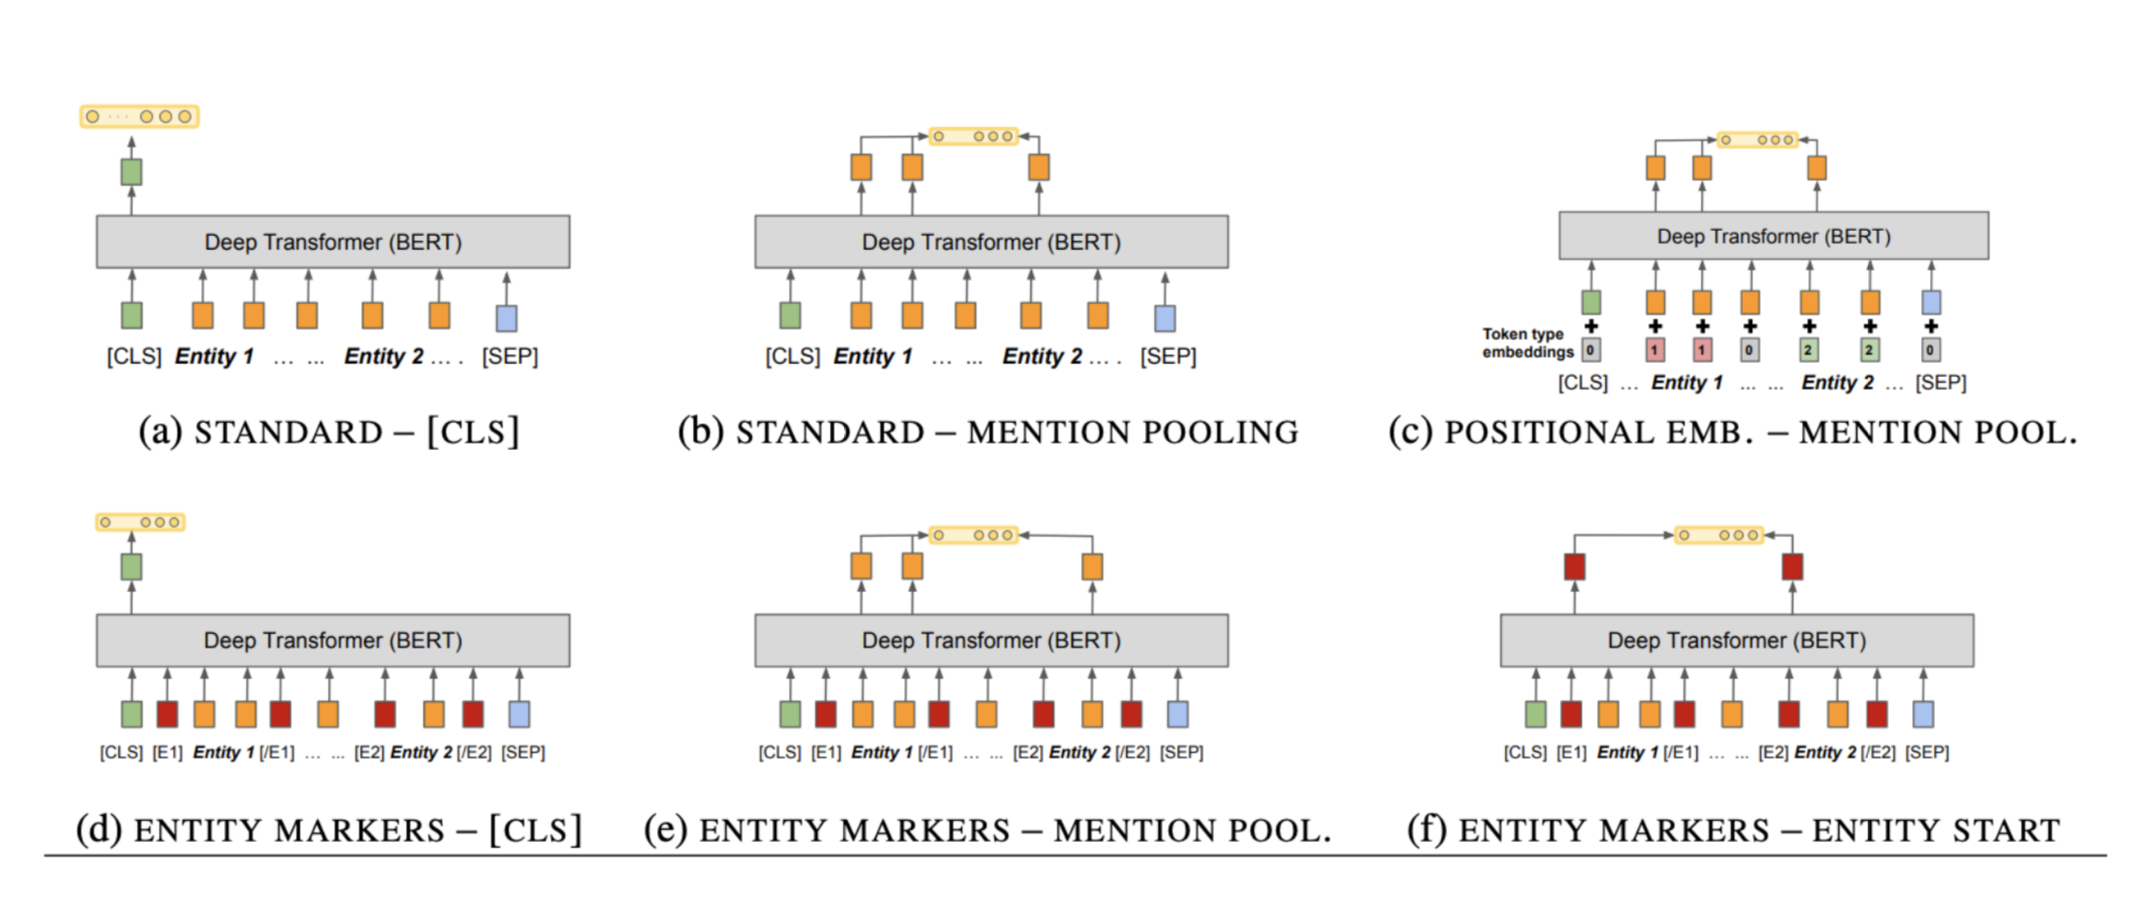 Deep Transformer (BERT)
[CLS] Entity 1 ... ... Entity 2 ... . [SEP]
(a) STANDARD – [CLS]
Deep Transformer (BERT)
[CLS] Entity 1 ... ... Entity 2 ... . [SEP]
(b) STANDARD – MENTION POOLING
Deep Transformer (BERT)
Token type
embeddings 0 1 1 0 2 2 0
[CLS] ... Entity 1 ... ... Entity 2 ... [SEP]
(c) POSITIONAL EMB. – MENTION POOL.
Deep Transformer (BERT)
[CLS] [E1] Entity 1 [/E1] ... ... [E2] Entity 2 [/E2] [SEP]
(d) ENTITY MARKERS – [CLS]
Deep Transformer (BERT)
[CLS] [E1] Entity 1 [/E1] ... ... [E2] Entity 2 [/E2] [SEP]
(e) ENTITY MARKERS – MENTION POOL.
Deep Transformer (BERT)
[CLS] [E1] Entity 1 [/E1] ... ... [E2] Entity 2 [/E2] [SEP]
(f) ENTITY MARKERS – ENTITY START